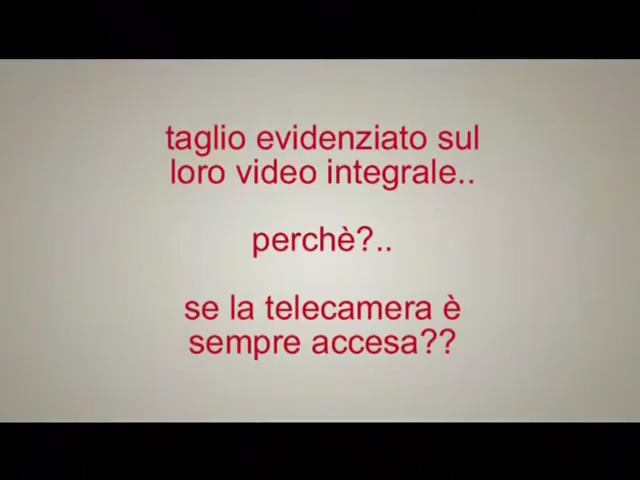 taglio evidenziato sul
loro video integrale..
perchè?..
se la telecamera è
sempre accesa??